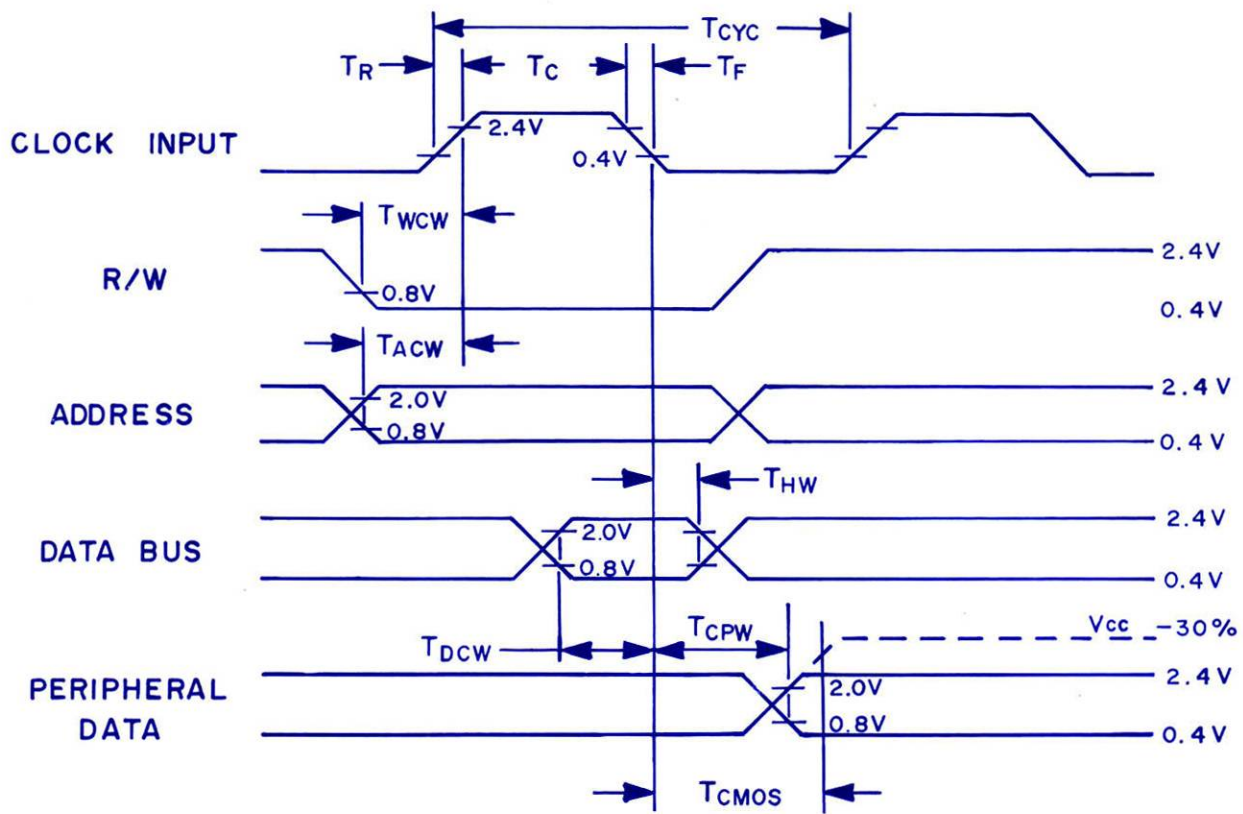 TCYC
TR TC TF
CLOCK INPUT
2.4V
0.4V
TWCW
R/W
0.8V
2.4V
0.4V
TACW
ADDRESS
2.0V
0.8V
2.4V
0.4V
THW
DATA BUS
2.0V
0.8V
2.4V
0.4V
TDCW
TCPW
Vcc -30%
PERIPHERAL
DATA
2.0V
0.8V
2.4V
0.4V
TCMOS